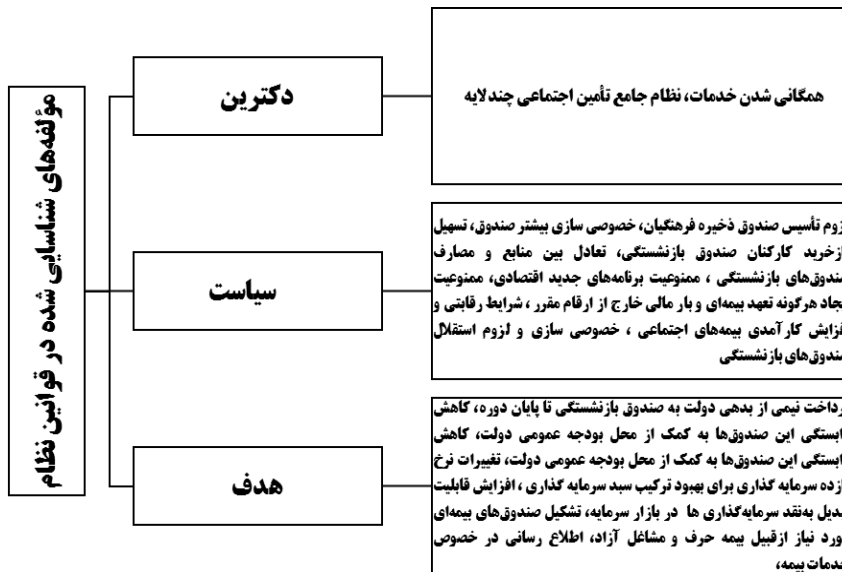 مؤلفه‌های شناسایی شده در قوانین نظام
دکترین
همگانی شدن خدمات، نظام جامع تأمین اجتماعی چندلایه
سیاست
زوم تأسیس صندوق ذخیره فرهنگیان، خصوصی سازی بیشتر صندوق، تسهیل
ازخرید کارکنان صندوق بازنشستگی، تعادل بین منابع و مصارف
ندوق‌های بازنشستگی ، ممنوعیت برنامه‌های جدید اقتصادی، ممنوعیت
یجاد هرگونه تعهد بیمه‌ای و بار مالی خارج از ارقام مقرر ، شرایط رقابتی و
فزایش کارآمدی بیمه‌های اجتماعی ، خصوصی سازی و لزوم استقلال
ندوق‌های بازنشستگی
هدف
رداخت نیمی از بدهی دولت به صندوق بازنشستگی تا پایان دوره، کاهش
ابستگی این صندوق‌ها به کمک از محل بودجه عمومی دولت، کاهش
ابستگی این صندوق‌ها به کمک از محل بودجه عمومی دولت، تغییرات نرخ
ازده سرمایه گذاری برای بهبود ترکیب سبد سرمایه گذاری ، افزایش قابلیت
بدیل به‌نقد سرمایه‌گذاری ها در بازار سرمایه، تشکیل صندوق‌های بیمه‌ای
ورد نیاز ازقبیل بیمه حرف و مشاغل آزاد، اطلاع رسانی در خصوص
خدمات بیمه،